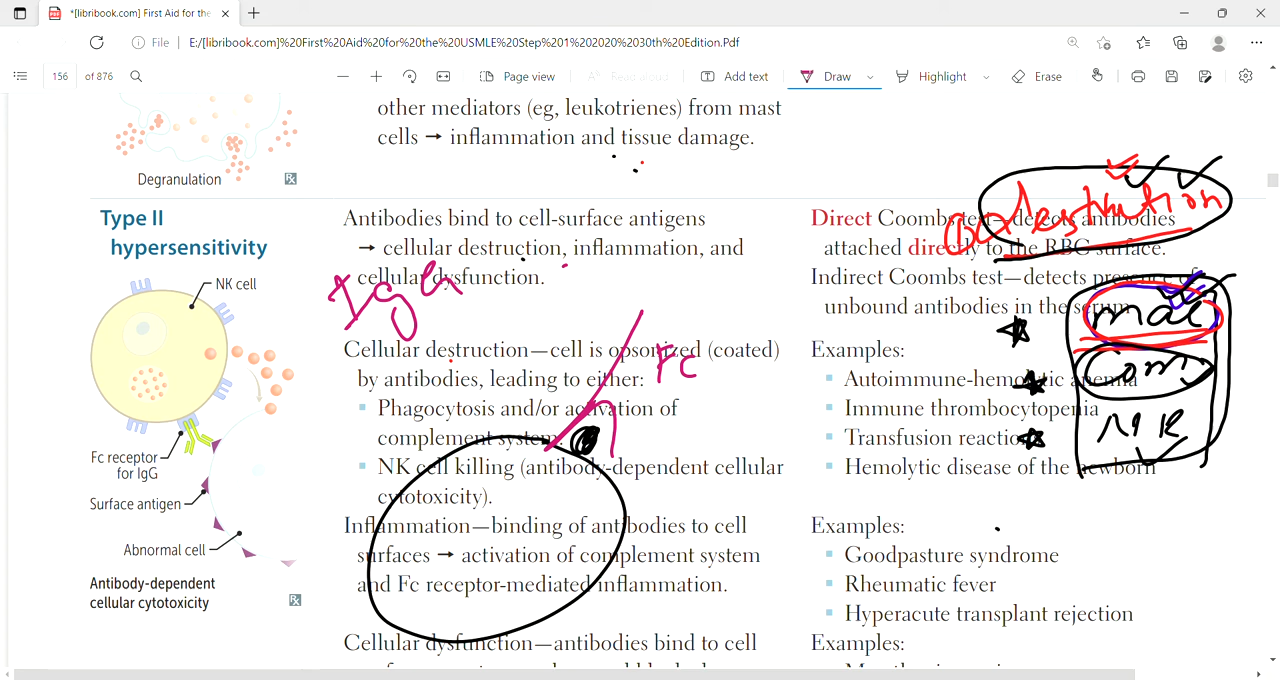 *[libribook.com] First Aid for the
File E:/[libribook.com]%20First%20Aid%20for%20the%20USMLE%20Step%201%202020%2030th%20Edition.Pdf
156 of 876 Page view Read aloud Add text Draw Highlight Erase
other mediators (eg, leukotrienes) from mast
cells → inflammation and tissue damage.
Degranulation
Rx
Type II
hypersensitivity
NK cell
Fc receptor
for IgG
Surface antigen
Abnormal cell
Antibody-dependent
cellular cytotoxicity
Rx
Antibodies bind to cell-surface antigens
→ cellular destruction, inflammation, and
cellular dysfunction.
Cellular destruction—cell is opsonized (coated)
by antibodies, leading to either:
Phagocytosis and/or activation of
complement system.
NK cell killing (antibody-dependent cellular
cytotoxicity).
Inflammation—binding of antibodies to cell
surfaces → activation of complement system
and Fc receptor-mediated inflammation.
Cellular dysfunction—antibodies bind to cell
Fc
Direct Coombs test—detects antibodies
attached directly to the RBC surface.
Indirect Coombs test—detects presence of
unbound antibodies in the serum.
Examples:
Autoimmune-hemolytic anemia
Immune thrombocytopenia
Transfusion reactions
Hemolytic disease of the newborn
Examples:
Goodpasture syndrome
Rheumatic fever
Hyperacute transplant rejection
Examples:
Destruction
mac
Com
NK